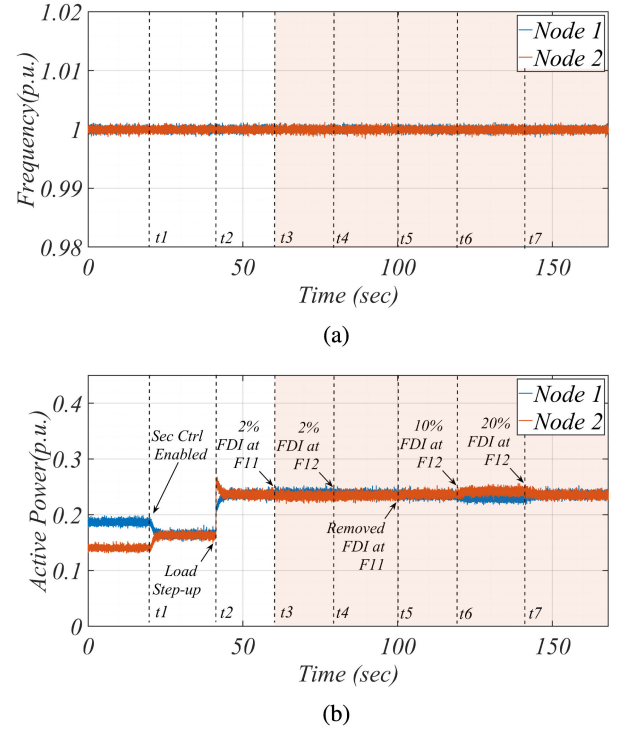 1.02
Node 1
Node 2
1.01
Frequency(p.u.)
1
0.99
0.98
t1
t2
t3
t4
t5
t6
t7
0
50
100
150
Time (sec)
(a)
Node 1
Node 2
0.4
Active Power(p.u.)
0.3
0.2
0.1
0
Sec Ctrl
Enabled
Load
Step-up
2%
FDI at
F11
2%
FDI at
F12
Removed
FDI at
F11
10%
FDI at
F12
20%
FDI at
F12
t1
t2
t3
t4
t5
t6
t7
0
50
100
150
Time (sec)
(b)